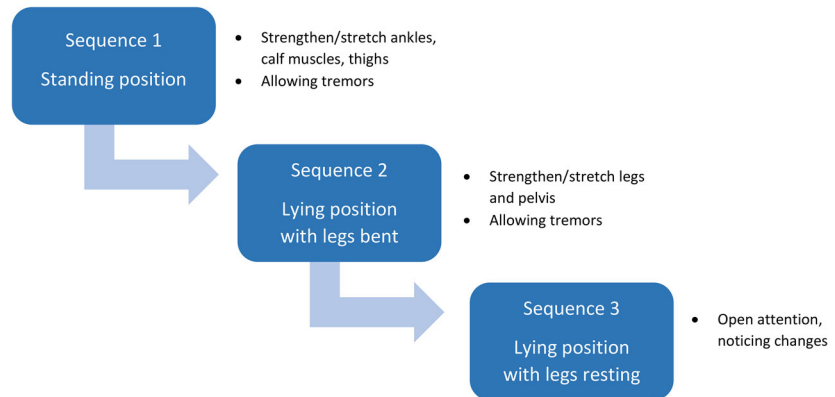 Sequence 1
Standing position
• Strengthen/stretch ankles,
calf muscles, thighs
• Allowing tremors
Sequence 2
Lying position
with legs bent
• Strengthen/stretch legs
and pelvis
• Allowing tremors
Sequence 3
Lying position
with legs resting
• Open attention,
noticing changes